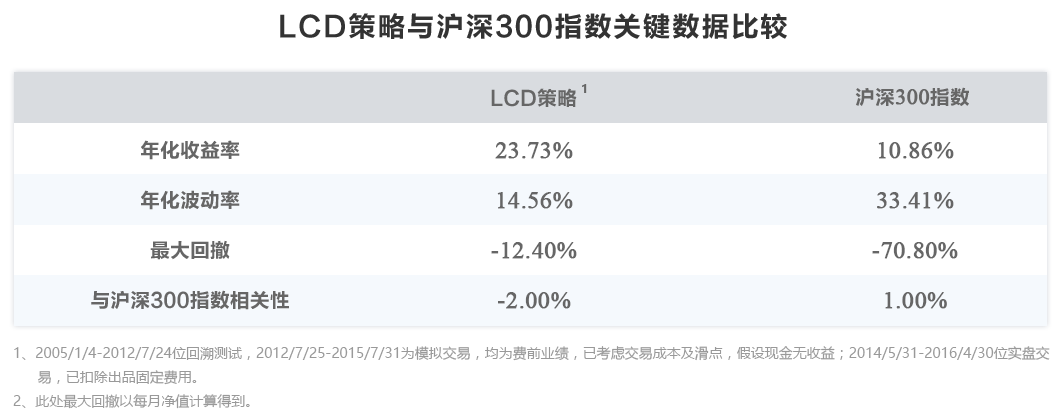 LCD策略与沪深300指数关键数据比较
LCD策略 1 沪深300指数
年化收益率 23.73% 10.86%
年化波动率 14.56% 33.41%
最大回撤 -12.40% -70.80%
与沪深300指数相关性 -2.00% 1.00%
1、2005/1/4-2012/7/24位回溯测试，2012/7/25-2015/7/31为模拟交易，均为费前业绩，已考虑交易成本及滑点，假设现金无收益；2014/5/31-2016/4/30位实盘交
易，已扣除出品固定费用。
2、此处最大回撤以每月净值计算得到。